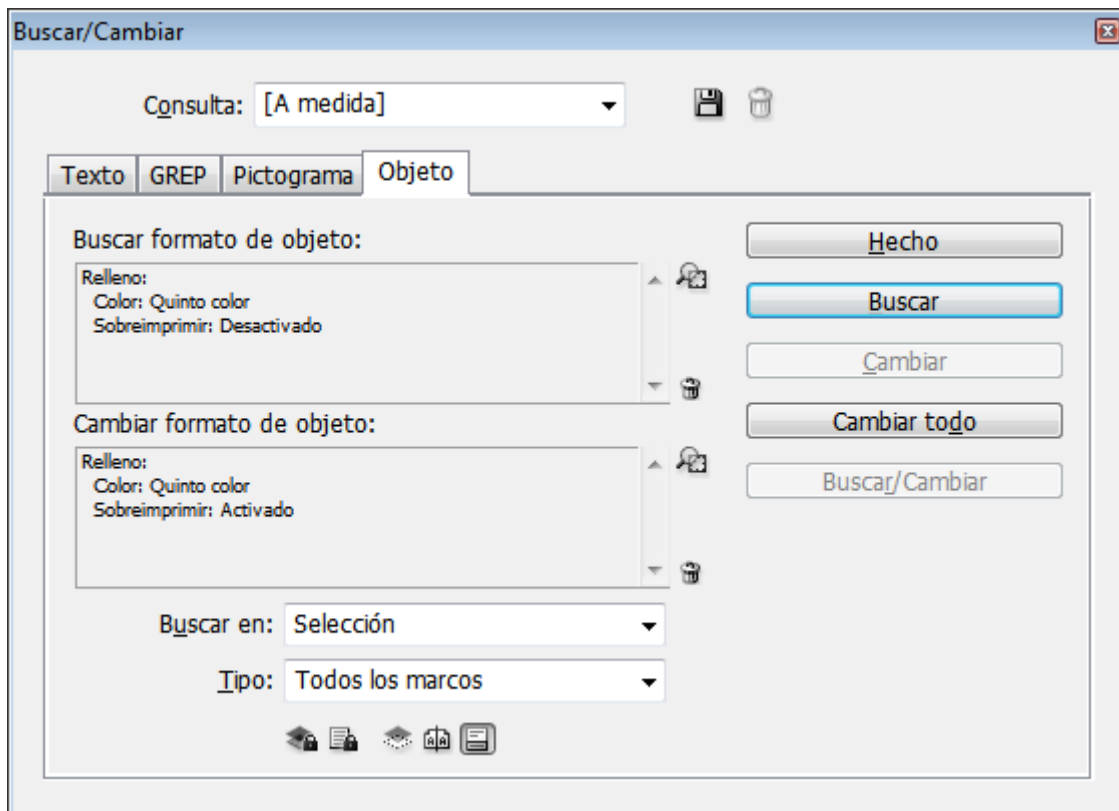 Buscar/Cambiar
Consulta: [A medida]
Texto GREP Pictograma Objeto
Buscar formato de objeto:
Relleno:
Color: Quinto color
Sobreimprimir: Desactivado
Hecho
Buscar
Cambiar
Cambiar formato de objeto:
Cambiar todo
Relleno:
Color: Quinto color
Sobreimprimir: Activado
Buscar/Cambiar
Buscar en: Selección
Tipo: Todos los marcos